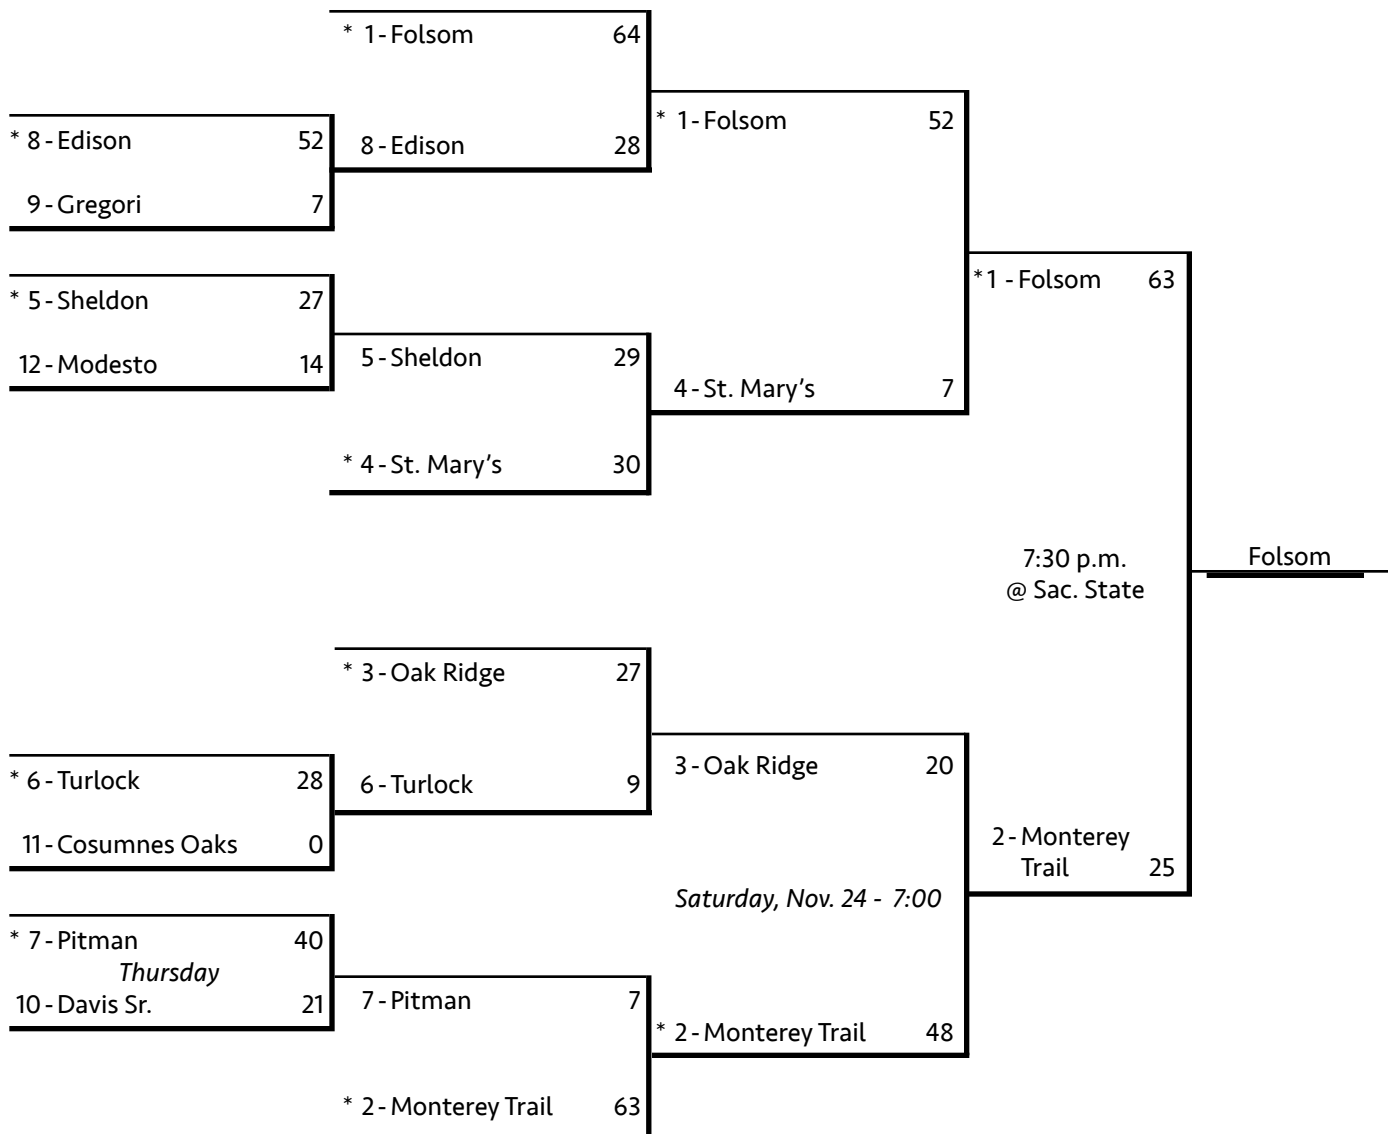 * 1 - Folsom 64
8 - Edison 28
* 8 - Edison 52
9 - Gregori 7
* 5 - Sheldon 27
12 - Modesto 14
5 - Sheldon 29
* 4 - St. Mary’s 30
* 1 - Folsom 52
4 - St. Mary’s 7
* 1 - Folsom 63
7:30 p.m.
@ Sac. State
Folsom
* 3 - Oak Ridge 27
6 - Turlock 9
* 6 - Turlock 28
11 - Cosumnes Oaks 0
* 7 - Pitman 40
Thursday
10 - Davis Sr. 21
7 - Pitman 7
* 2 - Monterey Trail 63
3 - Oak Ridge 20
Saturday, Nov. 24 - 7:00
* 2 - Monterey Trail 48
2 - Monterey
Trail 25